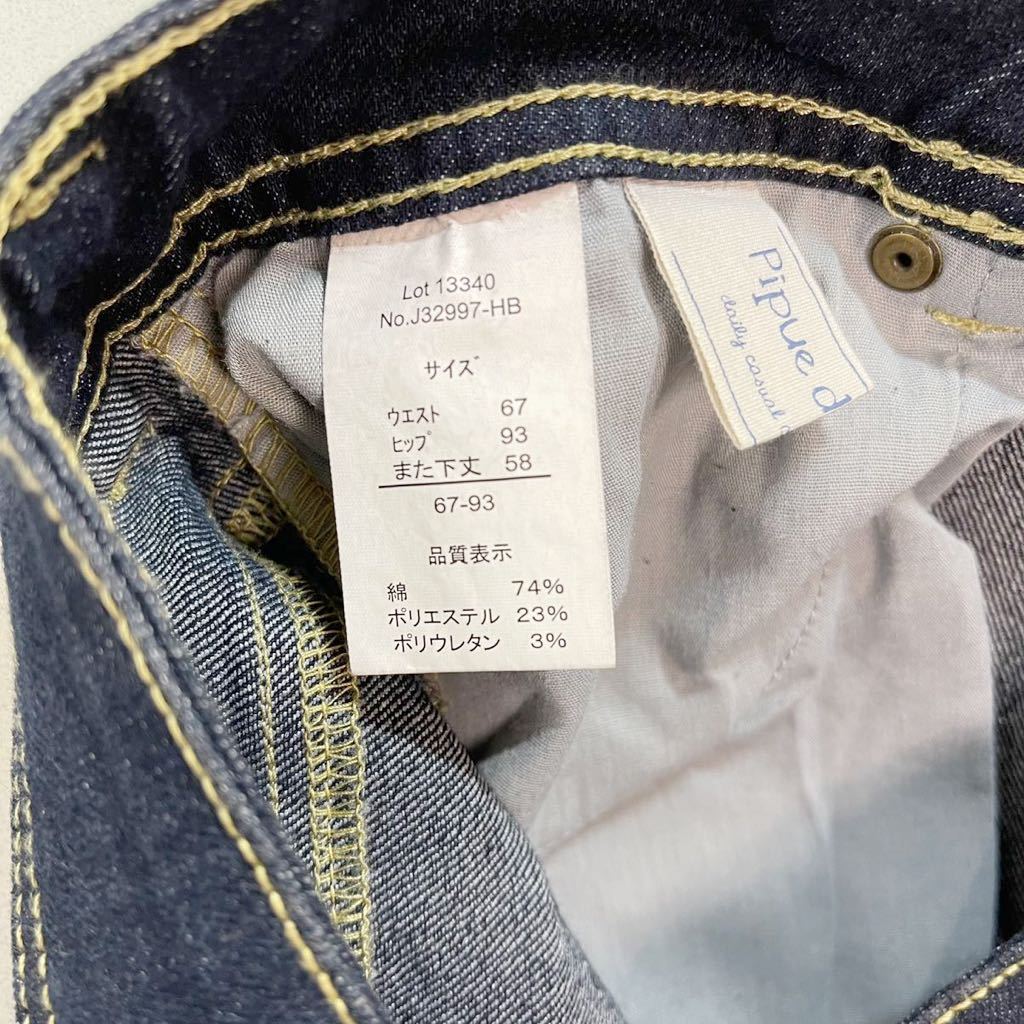 Lot 13340
No.J32997-HB
サイズ
ウエスト 67
ヒップ 93
また下丈 58
67-93
品質表示
綿 74%
ポリエステル 23%
ポリウレタン 3%
Pipue d
daily casual